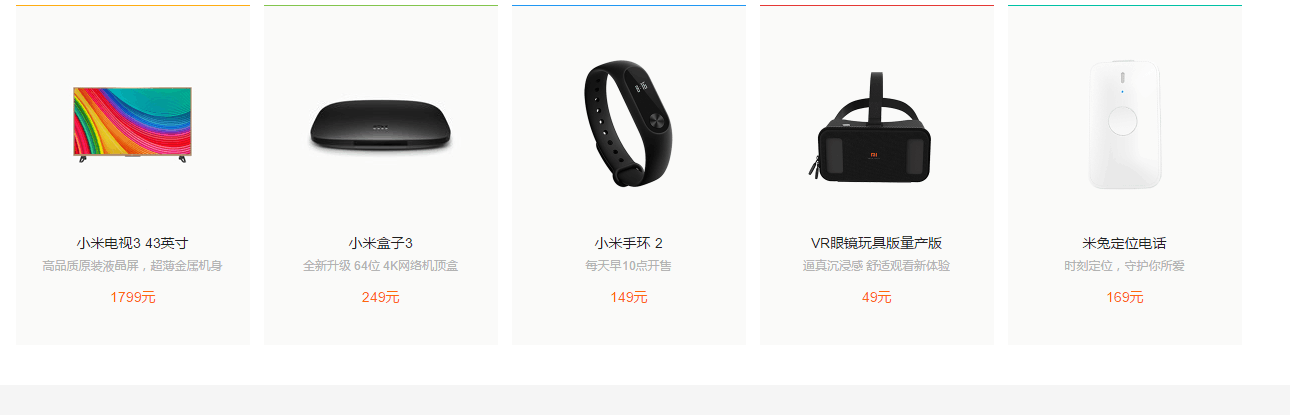 小米电视3 43英寸
高品质原装液晶屏，超薄金属机身
1799元
小米盒子3
全新升级 64位 4K网络机顶盒
249元
小米手环 2
每天早10点开售
149元
VR眼镜玩具版量产版
逼真沉浸感 舒适观看新体验
49元
米兔定位电话
时刻定位，守护你所爱
169元